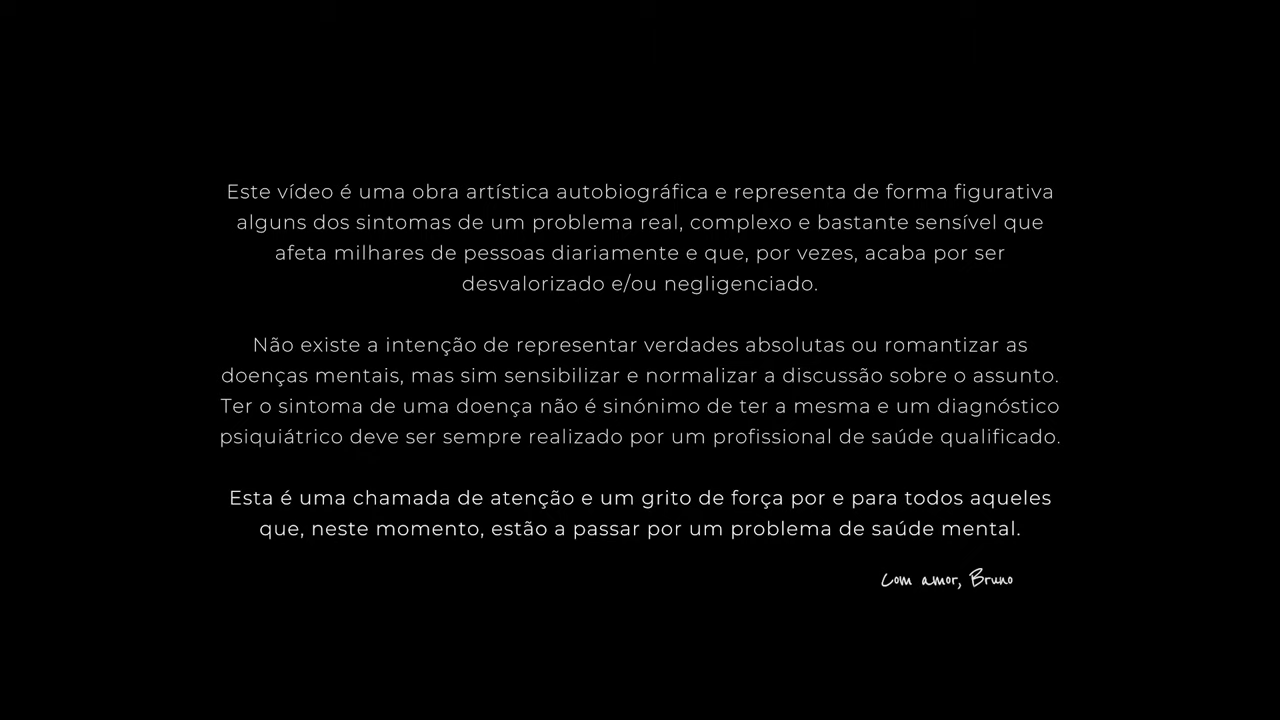 Este vídeo é uma obra artística autobiográfica e representa de forma figurativa
alguns dos sintomas de um problema real, complexo e bastante sensível que
afeta milhares de pessoas diariamente e que, por vezes, acaba por ser
desvalorizado e/ou negligenciado.
Não existe a intenção de representar verdades absolutas ou romantizar as
doenças mentais, mas sim sensibilizar e normalizar a discussão sobre o assunto.
Ter o sintoma de uma doença não é sinónimo de ter a mesma e um diagnóstico
psiquiátrico deve ser sempre realizado por um profissional de saúde qualificado.
Esta é uma chamada de atenção e um grito de força por e para todos aqueles
que, neste momento, estão a passar por um problema de saúde mental.
Com amor, Bruno